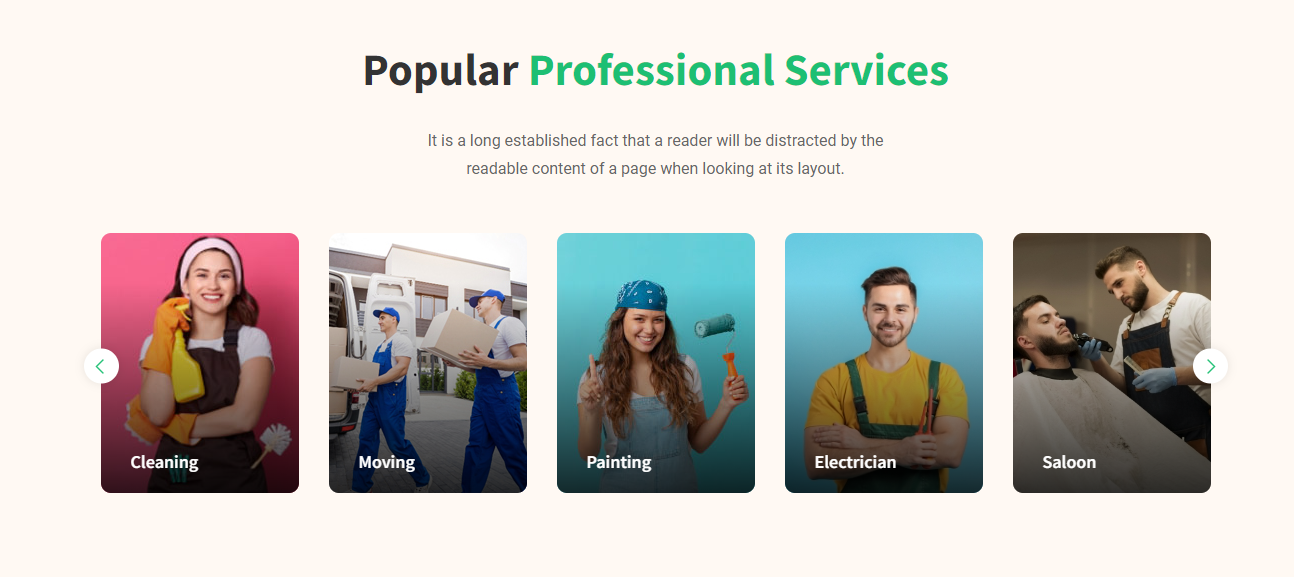 Popular Professional Services
It is a long established fact that a reader will be distracted by the
readable content of a page when looking at its layout.
Cleaning
Moving
Painting
Electrician
Saloon